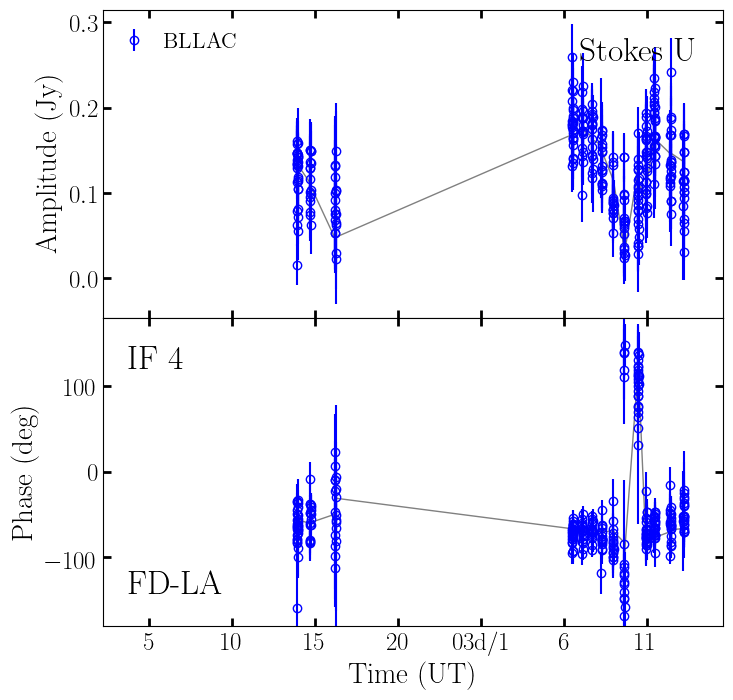 0.3
BLLAC
Stokes U
0.2
Amplitude (Jy)
0.1
0.0
IF 4
100
0
Phase (deg)
−100
FD-LA
5 10 15 20 03d/1 6 11
Time (UT)